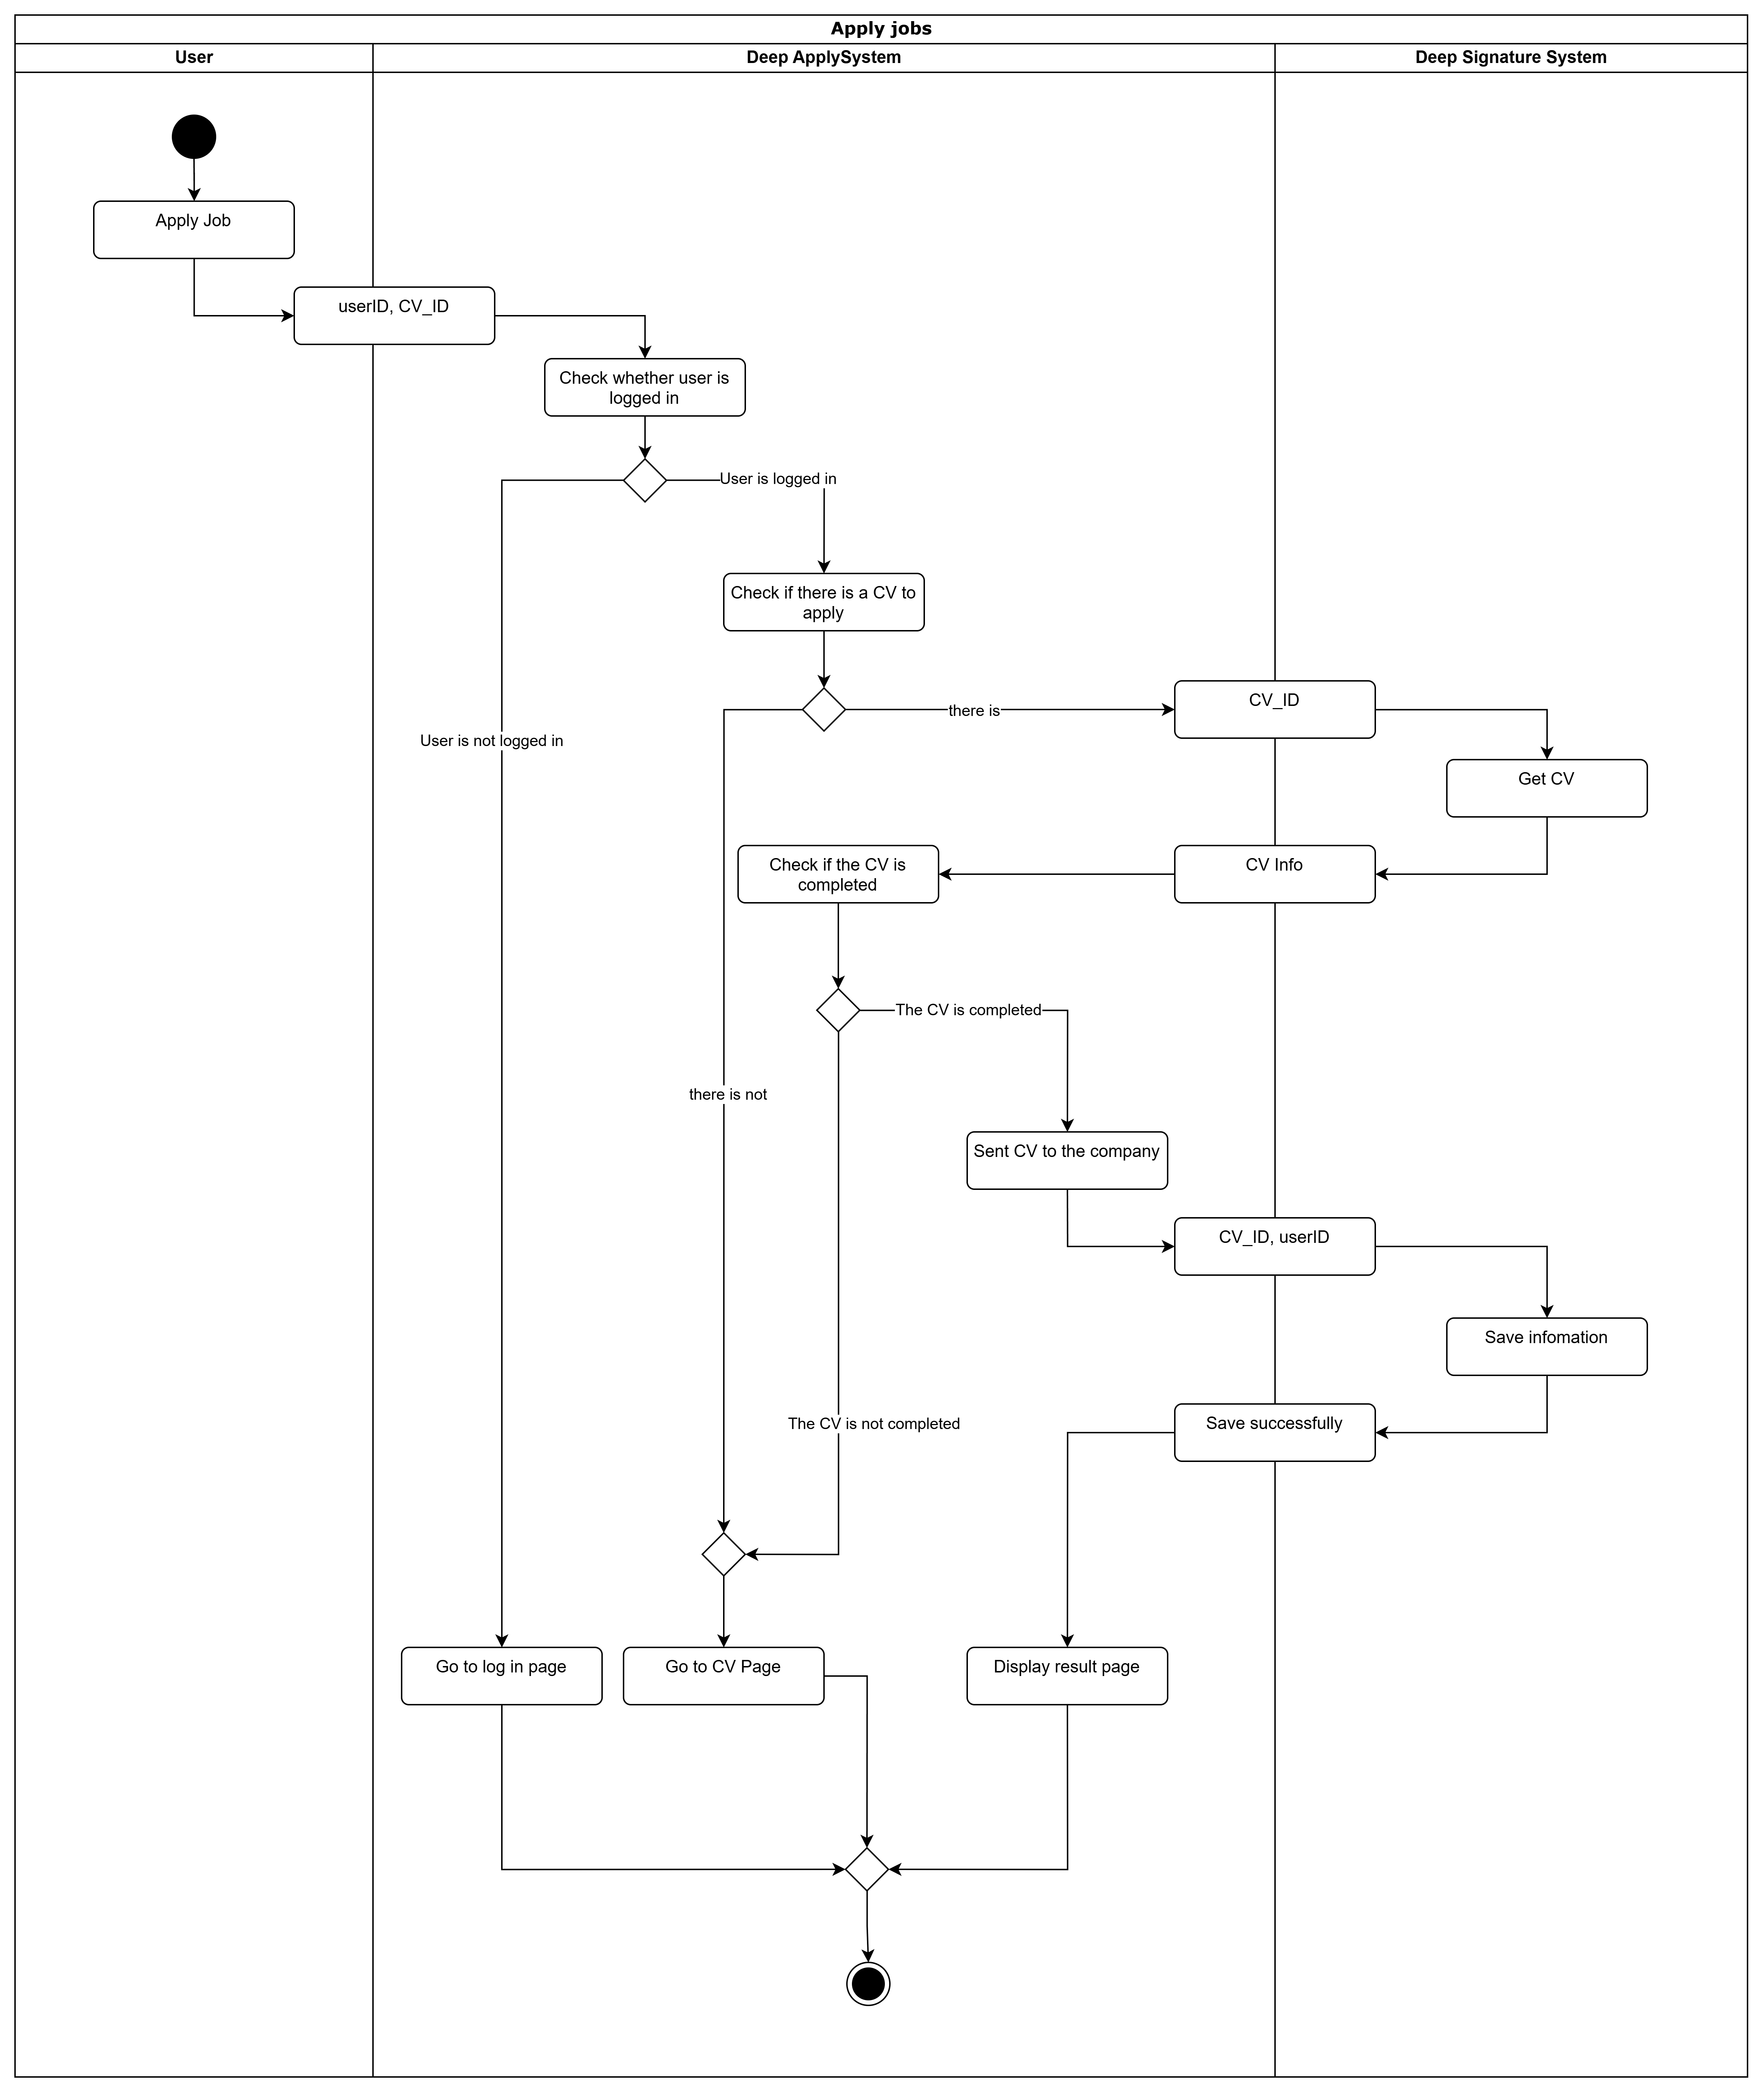 Apply jobs
User
Deep ApplySystem
Deep Signature System
Apply Job
userID, CV_ID
Check whether user is
logged in
User is logged in
Check if there is a CV to
apply
there is
CV_ID
User is not logged in
Get CV
Check if the CV is
completed
CV Info
The CV is completed
there is not
Sent CV to the company
CV_ID, userID
Save infomation
The CV is not completed
Save successfully
Go to log in page
Go to CV Page
Display result page